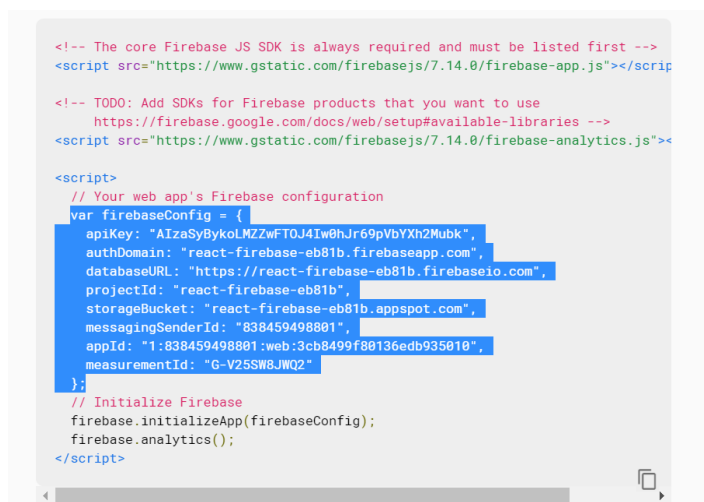 <!-- The core Firebase JS SDK is always required and must be listed first -->
<script src="https://www.gstatic.com/firebasejs/7.14.0/firebase-app.js"></scrip
<!-- TODO: Add SDKs for Firebase products that you want to use
https://firebase.google.com/docs/web/setup#available-libraries -->
<script src="https://www.gstatic.com/firebasejs/7.14.0/firebase-analytics.js"><
<script>
// Your web app's Firebase configuration
var firebaseConfig = {
apiKey: "AIzaSyBykoLMZZwFTOJ4Iw0hJr69pVbYXh2Mubk",
authDomain: "react-firebase-eb81b.firebaseapp.com",
databaseURL: "https://react-firebase-eb81b.firebaseio.com",
projectId: "react-firebase-eb81b",
storageBucket: "react-firebase-eb81b.appspot.com",
messagingSenderId: "838459498801",
appId: "1:838459498801:web:3cb8499f80136edb935010",
measurementId: "G-V25SW8JWQ2"
};
// Initialize Firebase
firebase.initializeApp(firebaseConfig);
firebase.analytics();
</script>